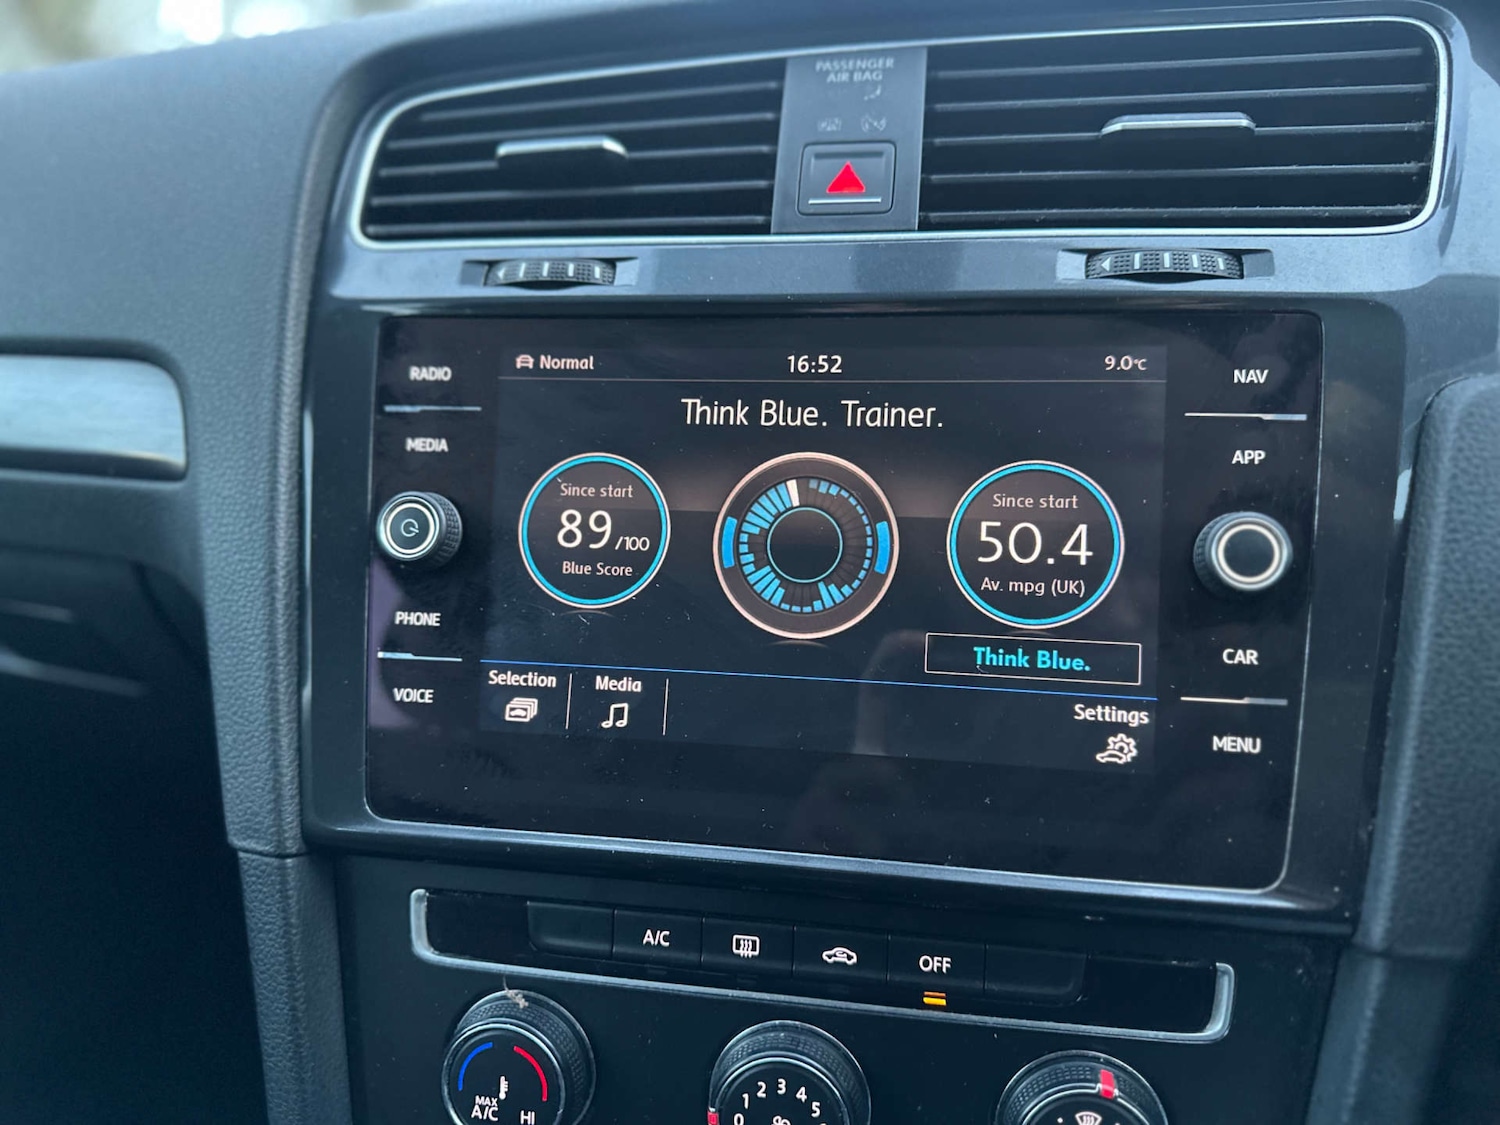 PASSENGER
AIR BAG
RADIO
MEDIA
PHONE
VOICE
Normal
16:52
9.0°C
Think Blue. Trainer.
Since start
89/100
Blue Score
Since start
50.4
Av. mpg (UK)
Think Blue.
Selection
Media
Settings
NAV
APP
CAR
MENU
A/C
OFF
MAX
A/C
HI
0 1 2 3 4 5